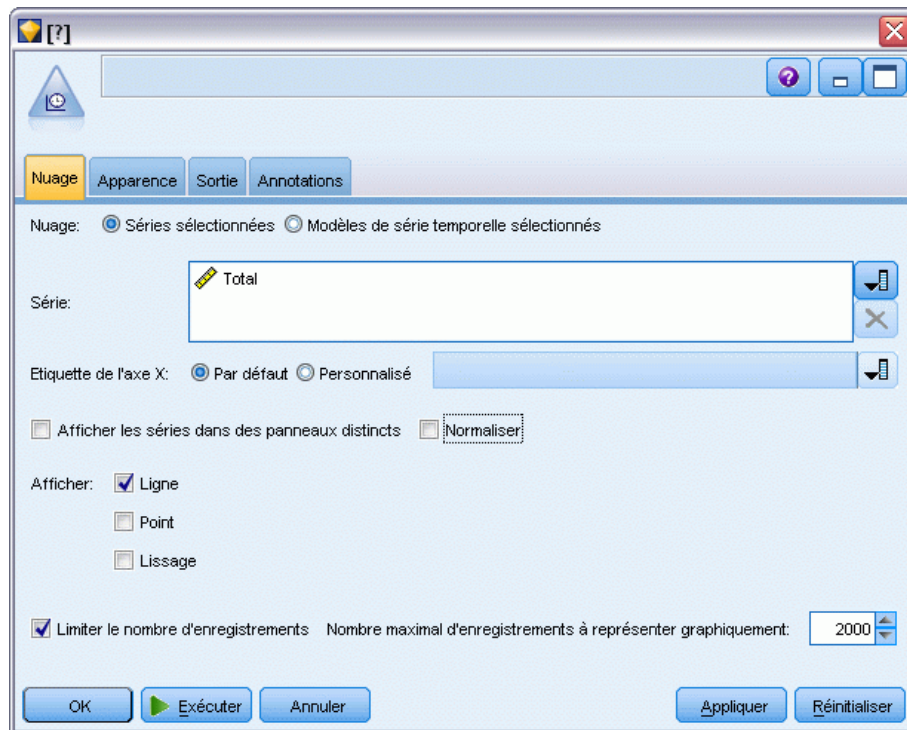 [?]
Nuage Apparence Sortie Annotations
Nuage: Séries sélectionnées Modèles de série temporelle sélectionnés
Total
Série:
Etiquette de l'axe X: Par défaut Personnalisé
Afficher les séries dans des panneaux distincts Normaliser
Afficher: Ligne
Point
Lissage
Limiter le nombre d'enregistrements Nombre maximal d'enregistrements à représenter graphiquement: 2000
OK Exécuter Annuler Appliquer Réinitialiser